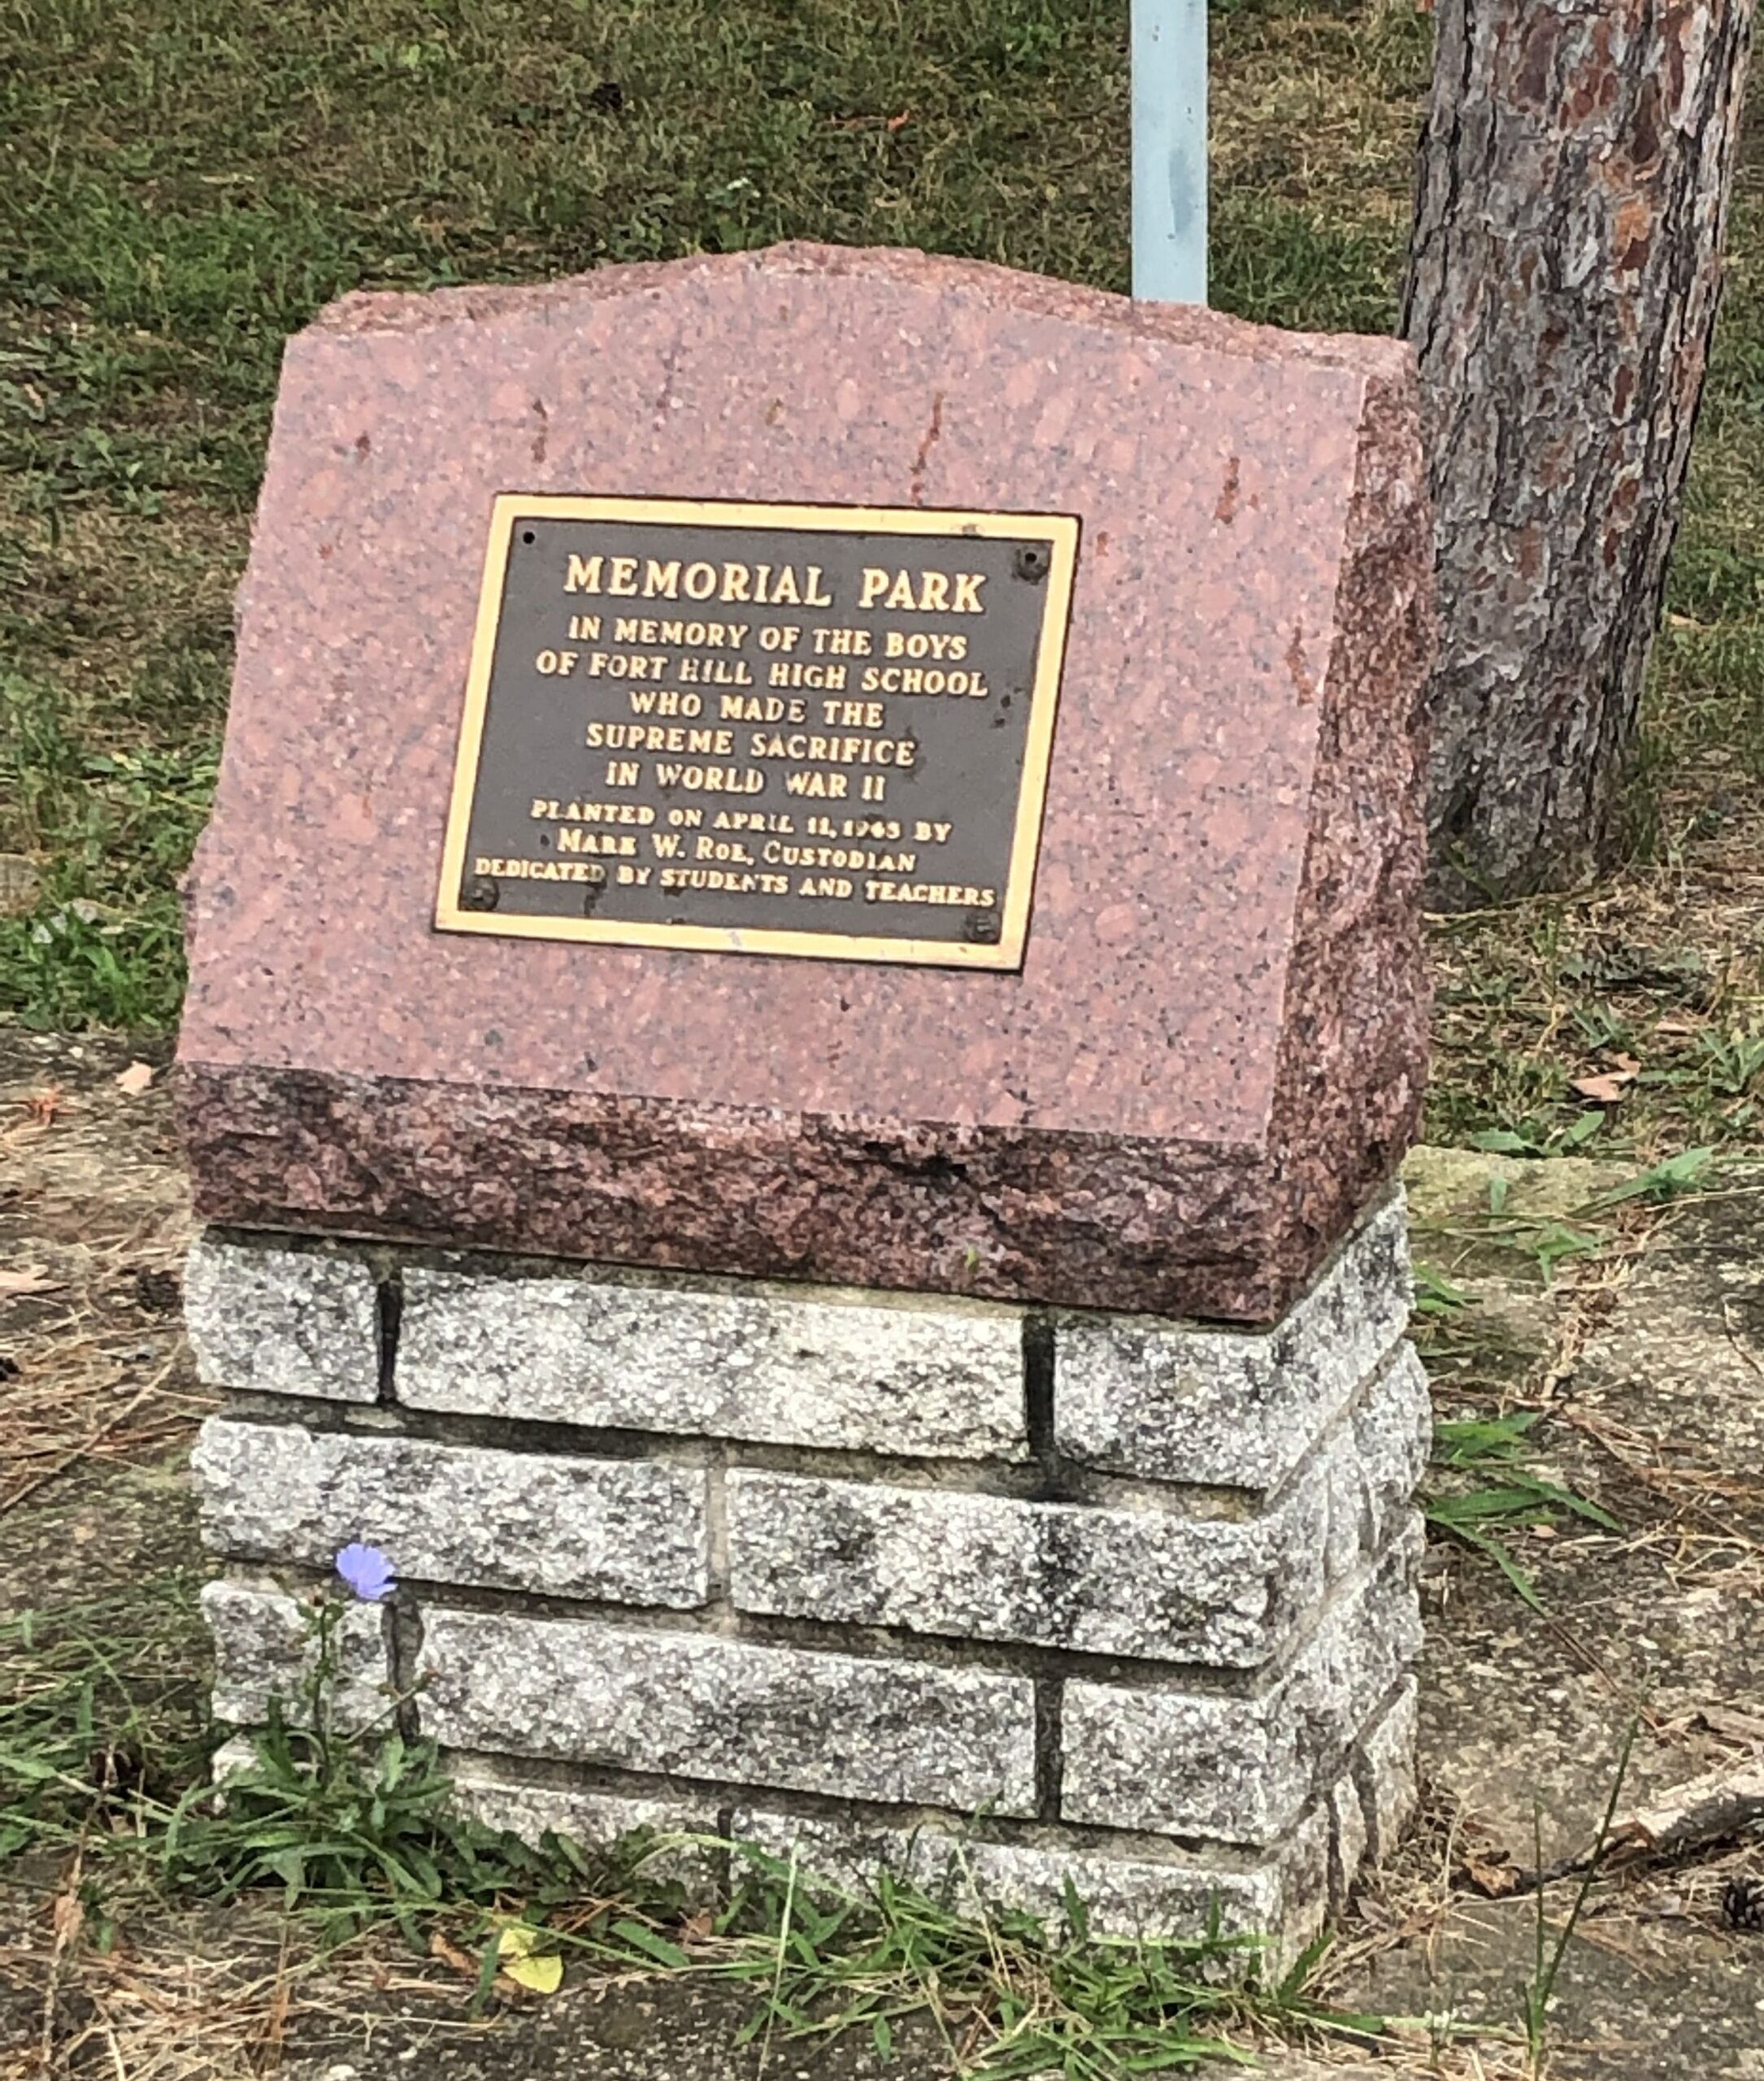 MEMORIAL PARK
IN MEMORY OF THE BOYS
OF FORT HILL HIGH SCHOOL
WHO MADE THE
SUPREME SACRIFICE
IN WORLD WAR II
PLANTED ON APRIL 11, BY
MARK W. ROE, CUSTODIAN
DEDICATED BY STUDENTS AND TEACHERS